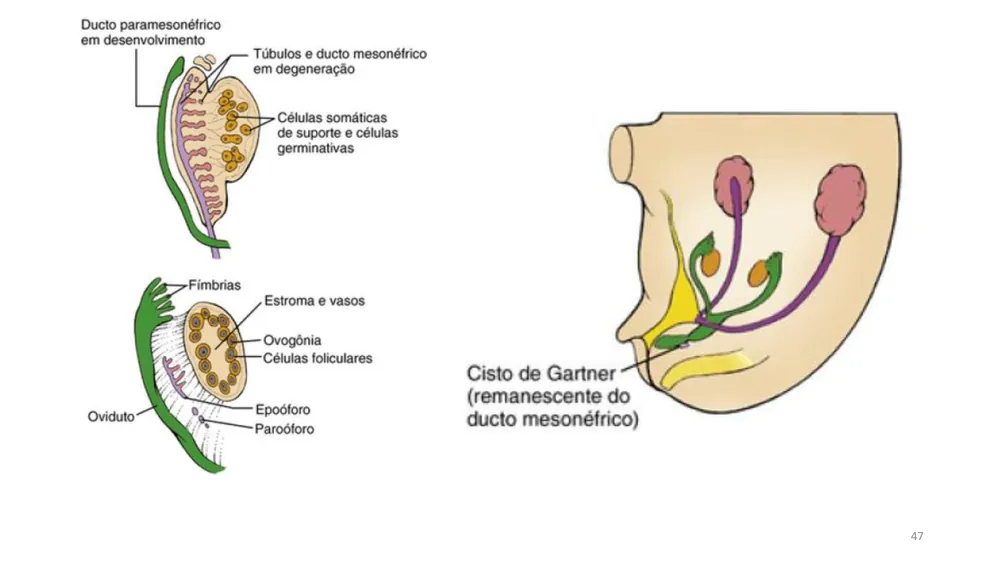 Ducto paramesonéfrico
em desenvolvimento
Túbulos e ducto mesonéfrico
em degeneração
Células somáticas
de suporte e células
germinativas
Fímbrias
Estroma e vasos
Ovogônia
Células foliculares
Epoóforo
Oviduto
Paroóforo
Cisto de Gartner
(remanescente do
ducto mesonéfrico)
47